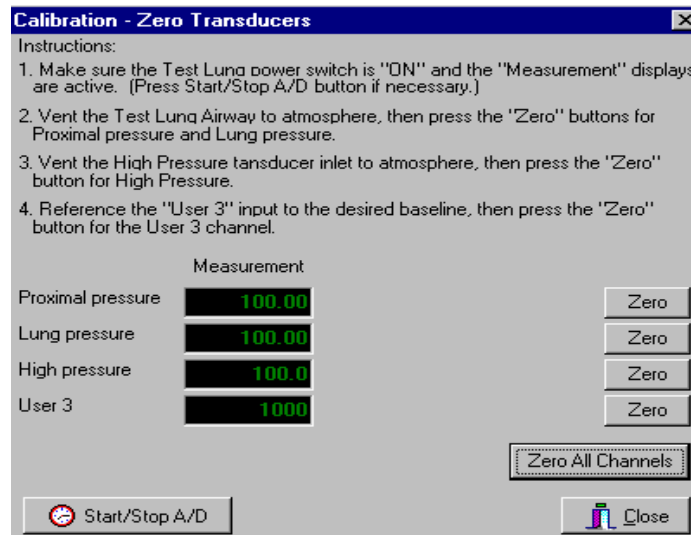 Calibration - Zero Transducers
Instructions:
1. Make sure the Test Lung power switch is "ON" and the "Measurement" displays
are active. (Press Start/Stop A/D button if necessary.)
2. Vent the Test Lung Airway to atmosphere, then press the "Zero" buttons for
Proximal pressure and Lung pressure.
3. Vent the High Pressure tansducer inlet to atmosphere, then press the "Zero"
button for High Pressure.
4. Reference the "User 3" input to the desired baseline, then press the "Zero"
button for the User 3 channel.
Measurement
Proximal pressure 100.00 Zero
Lung pressure 100.00 Zero
High pressure 100.0 Zero
User 3 1000 Zero
Zero All Channels
Start/Stop A/D Close